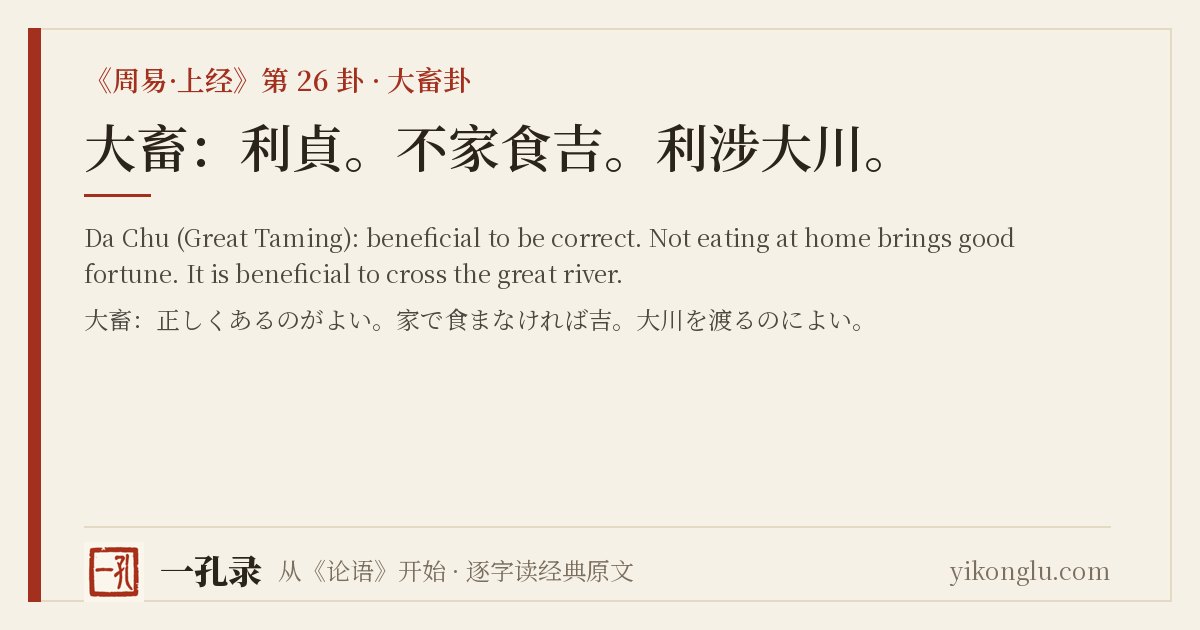 《周易·上经》第 26 卦 · 大畜卦
大畜：利貞。不家食吉。利涉大川。
Da Chu (Great Taming): beneficial to be correct. Not eating at home brings good
fortune. It is beneficial to cross the great river.
大畜：正しくあるのがよい。家で食まなければ吉。大川を渡るのによい。
一孔
一孔录 从《论语》开始 · 逐字读经典原文 yikonglu.com